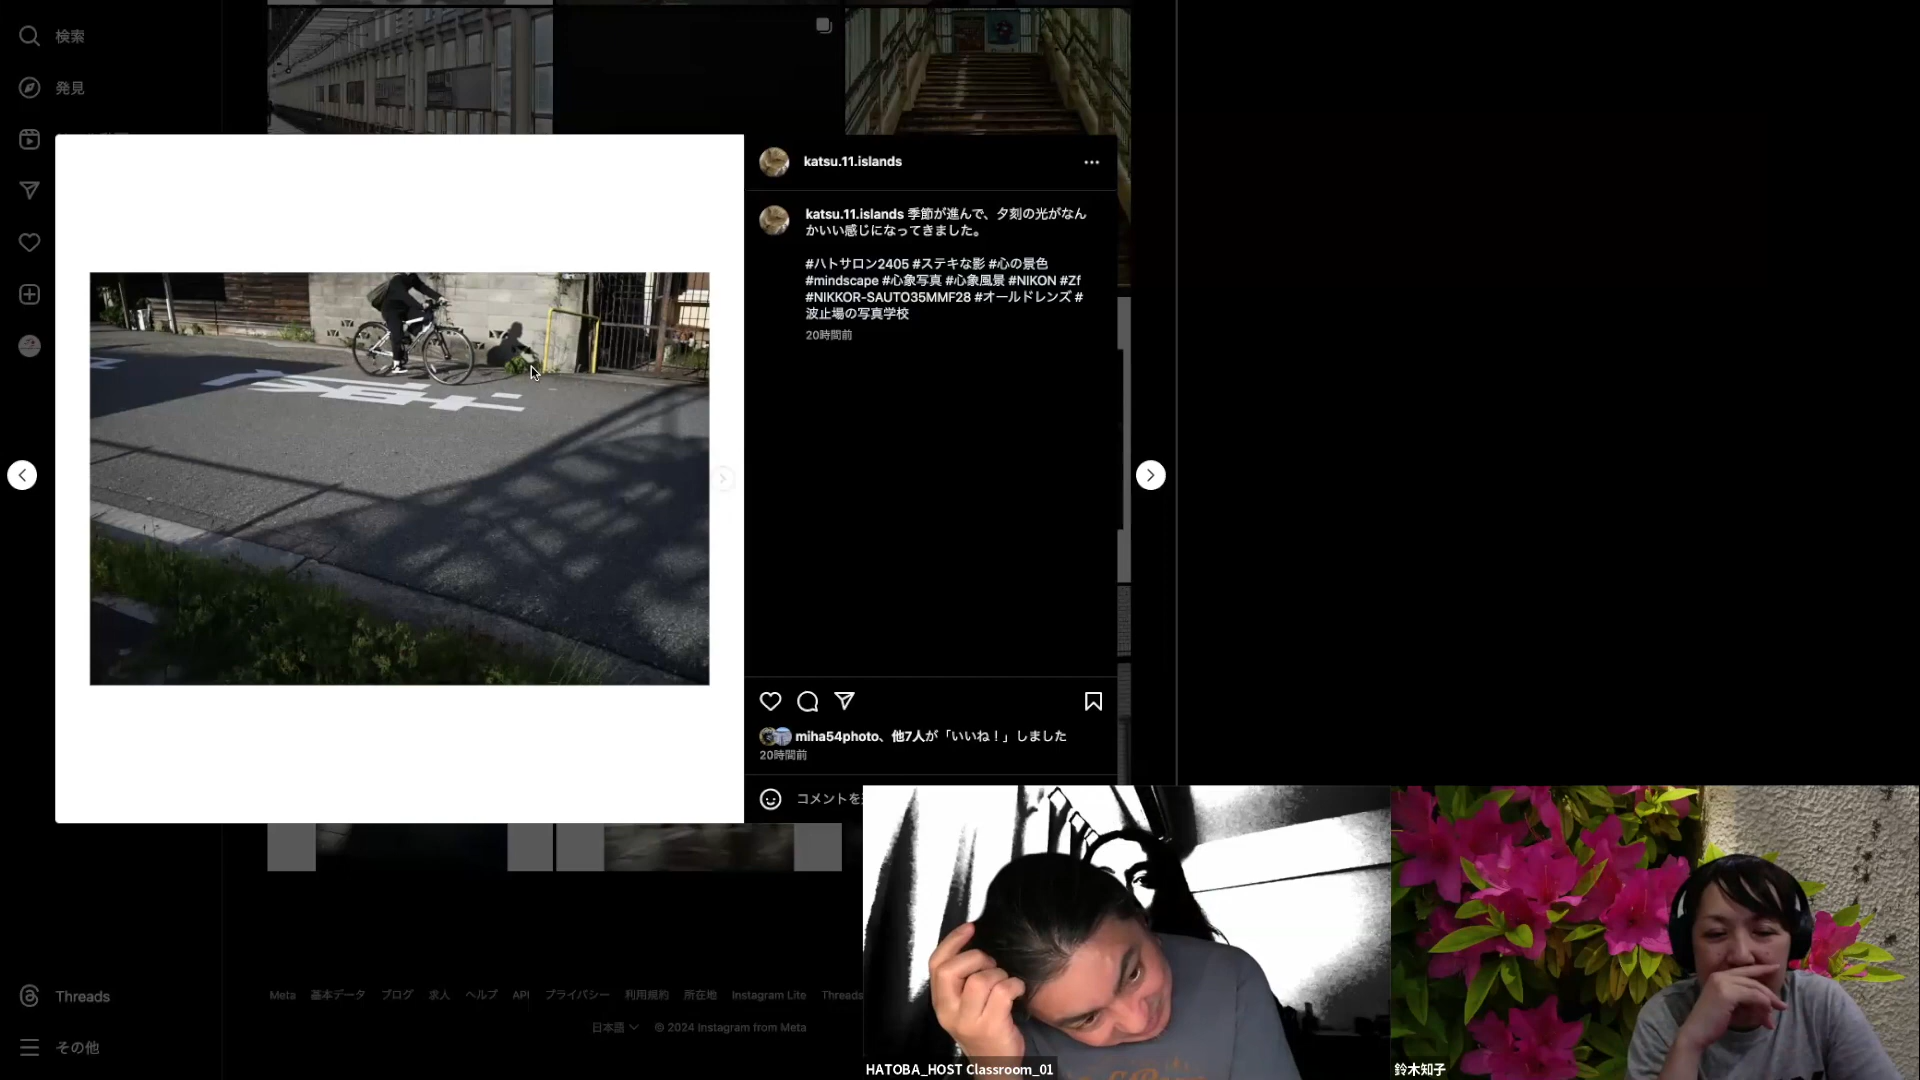 検索
発見
katsu.11.islands
katsu.11.islands 季節が進んで、夕刻の光がなん
かいい感じになってきました。
#ハトサロン2405 #ステキな影 #心の景色
#mindscape #心象写真 #心象風景 #NIKON #Zf
#NIKKOR-SAUTO35MMF28 #オールドレンズ #
波止場の写真学校
20時間前
miha54photo、他7人が「いいね！」しました
20時間前
コメントを
Threads
その他
Meta 基本データ ブログ 求人 ヘルプ API プライバシー 利用規約 所在地 Instagram Lite Threads
日本語 © 2024 Instagram from Meta
HATOBA_HOST Classroom_01
鈴木知子